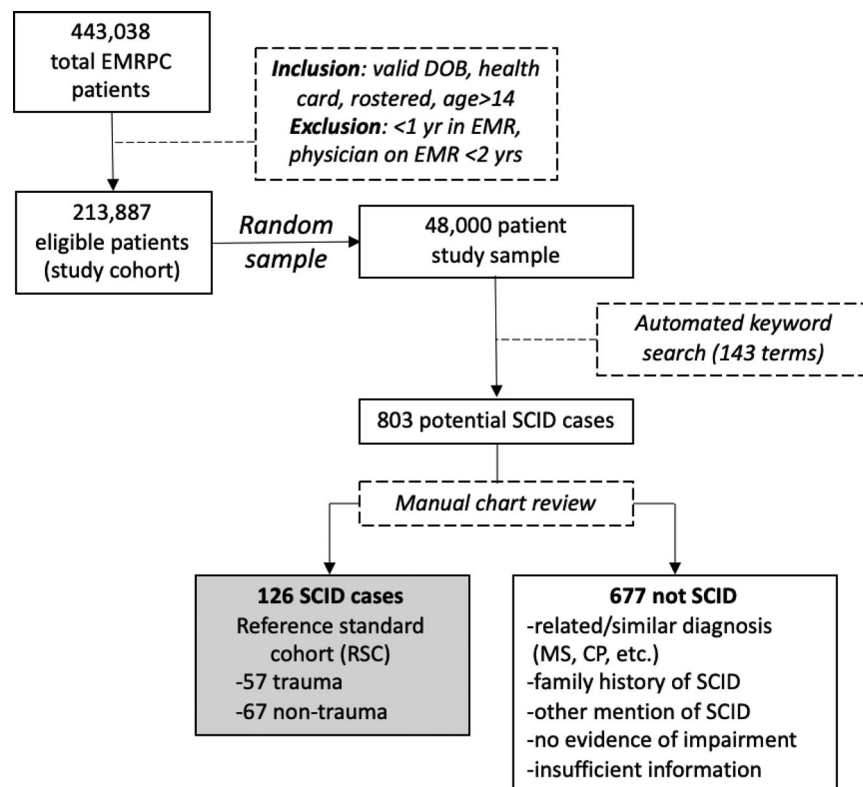 443,038
total EMRPC
patients
Inclusion: valid DOB, health
card, rostered, age>14
Exclusion: <1 yr in EMR,
physician on EMR <2 yrs
213,887
eligible patients
(study cohort)
Random
sample
48,000 patient
study sample
Automated keyword
search (143 terms)
803 potential SCID cases
Manual chart review
126 SCID cases
Reference standard
cohort (RSC)
-57 trauma
-67 non-trauma
677 not SCID
-related/similar diagnosis
(MS, CP, etc.)
-family history of SCID
-other mention of SCID
-no evidence of impairment
-insufficient information